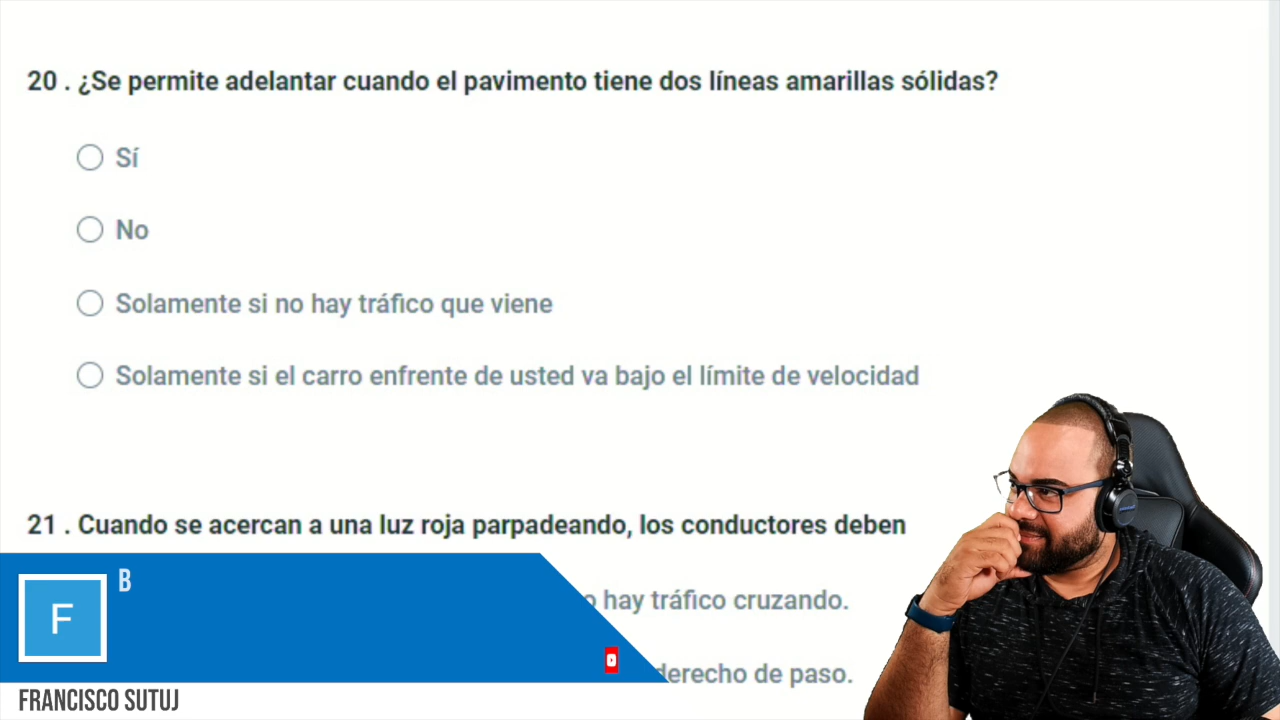 20 . ¿Se permite adelantar cuando el pavimento tiene dos líneas amarillas sólidas?
Sí
No
Solamente si no hay tráfico que viene
Solamente si el carro enfrente de usted va bajo el límite de velocidad
21 . Cuando se acercan a una luz roja parpadeando, los conductores deben
B
F
hay tráfico cruzando.
derecho de paso.
FRANCISCO SUTUJ